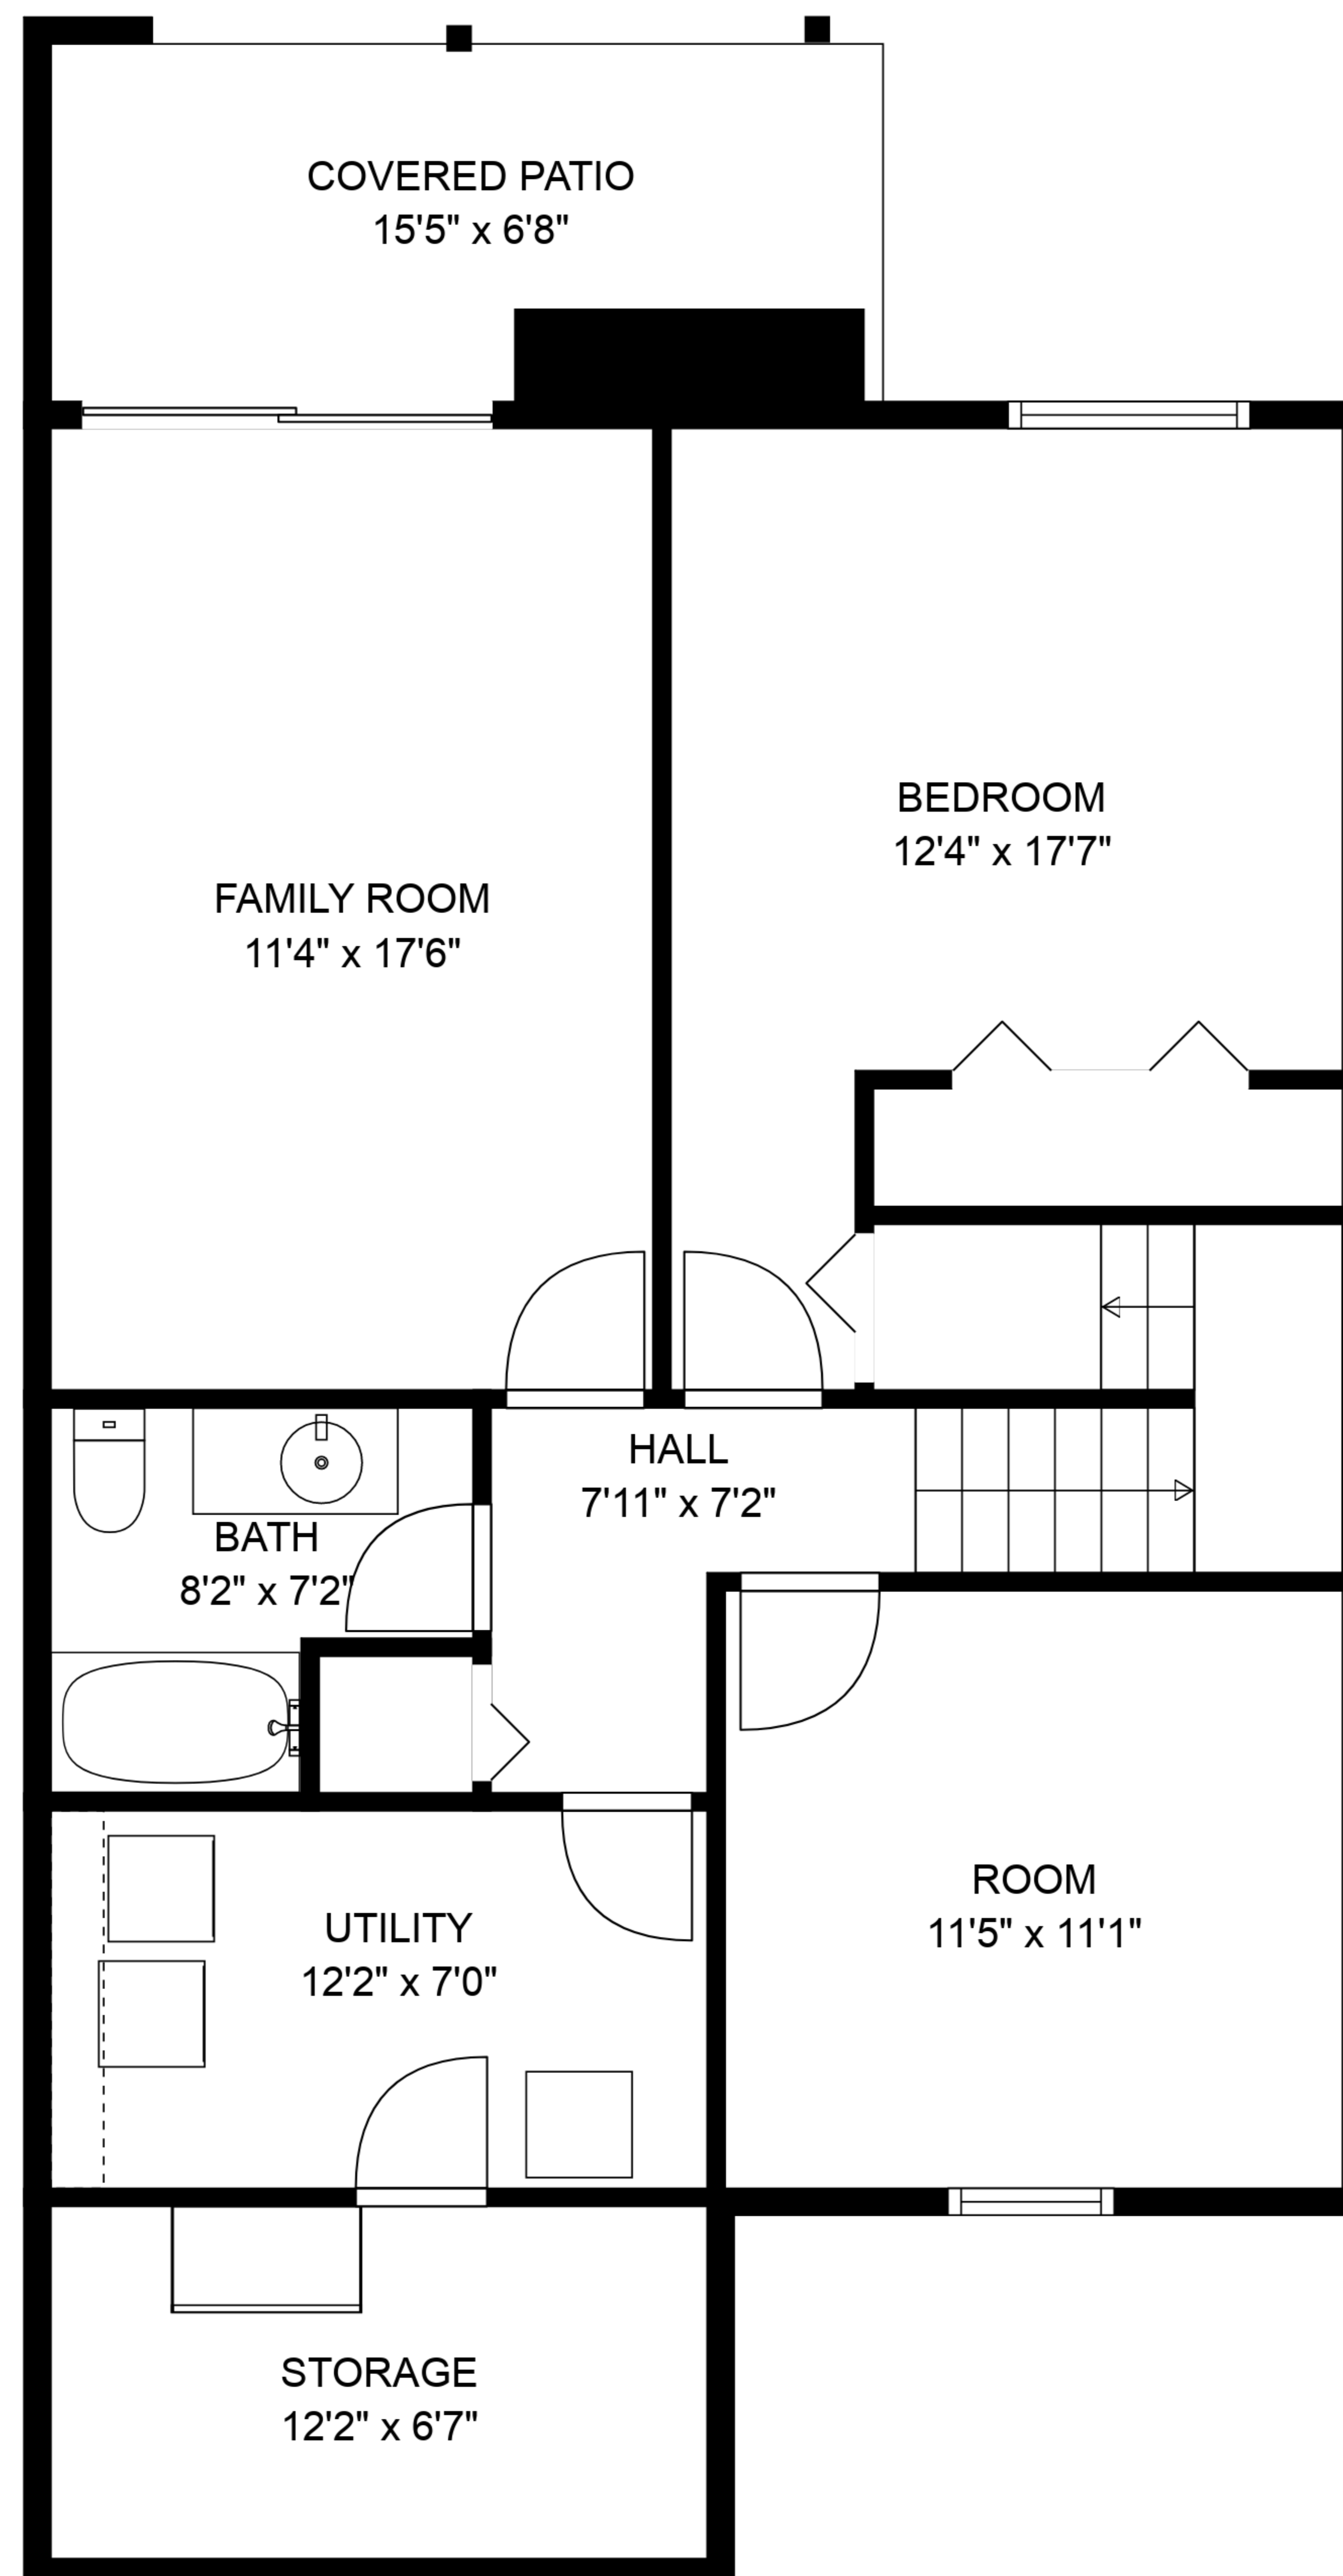 COVERED PATIO
15'5" x 6'8"
BEDROOM
12'4" x 17'7"
FAMILY ROOM
11'4" x 17'6"
HALL
7'11" x 7'2"
BATH
8'2" x 7'2"
ROOM
11'5" x 11'1"
UTILITY
12'2" x 7'0"
STORAGE
12'2" x 6'7"